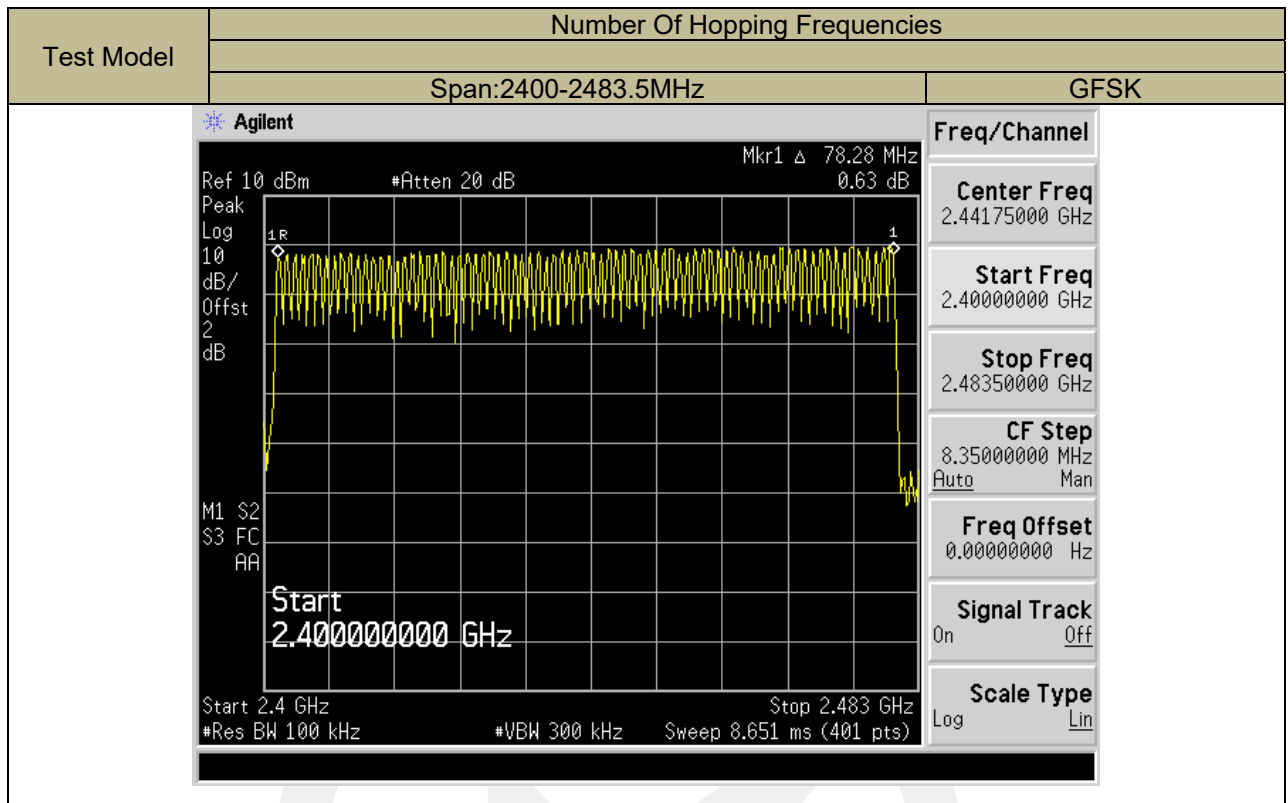 Test Model
Number Of Hopping Frequencies
Span:2400-2483.5MHz
GFSK
Agilent
Mkr1 Δ 78.28 MHz
Ref 10 dBm #Atten 20 dB 0.63 dB
Peak
Log
10
dB/
Offst
2
dB
1R
1
M1 S2
S3 FC
AA
Start
2.400000000 GHz
Start 2.4 GHz Stop 2.483 GHz
#Res BW 100 kHz #VBW 300 kHz Sweep 8.651 ms (401 pts)
Freq/Channel
Center Freq
2.44175000 GHz
Start Freq
2.40000000 GHz
Stop Freq
2.48350000 GHz
CF Step
8.35000000 MHz
Auto Man
Freq Offset
0.00000000 Hz
Signal Track
On Off
Scale Type
Log Lin